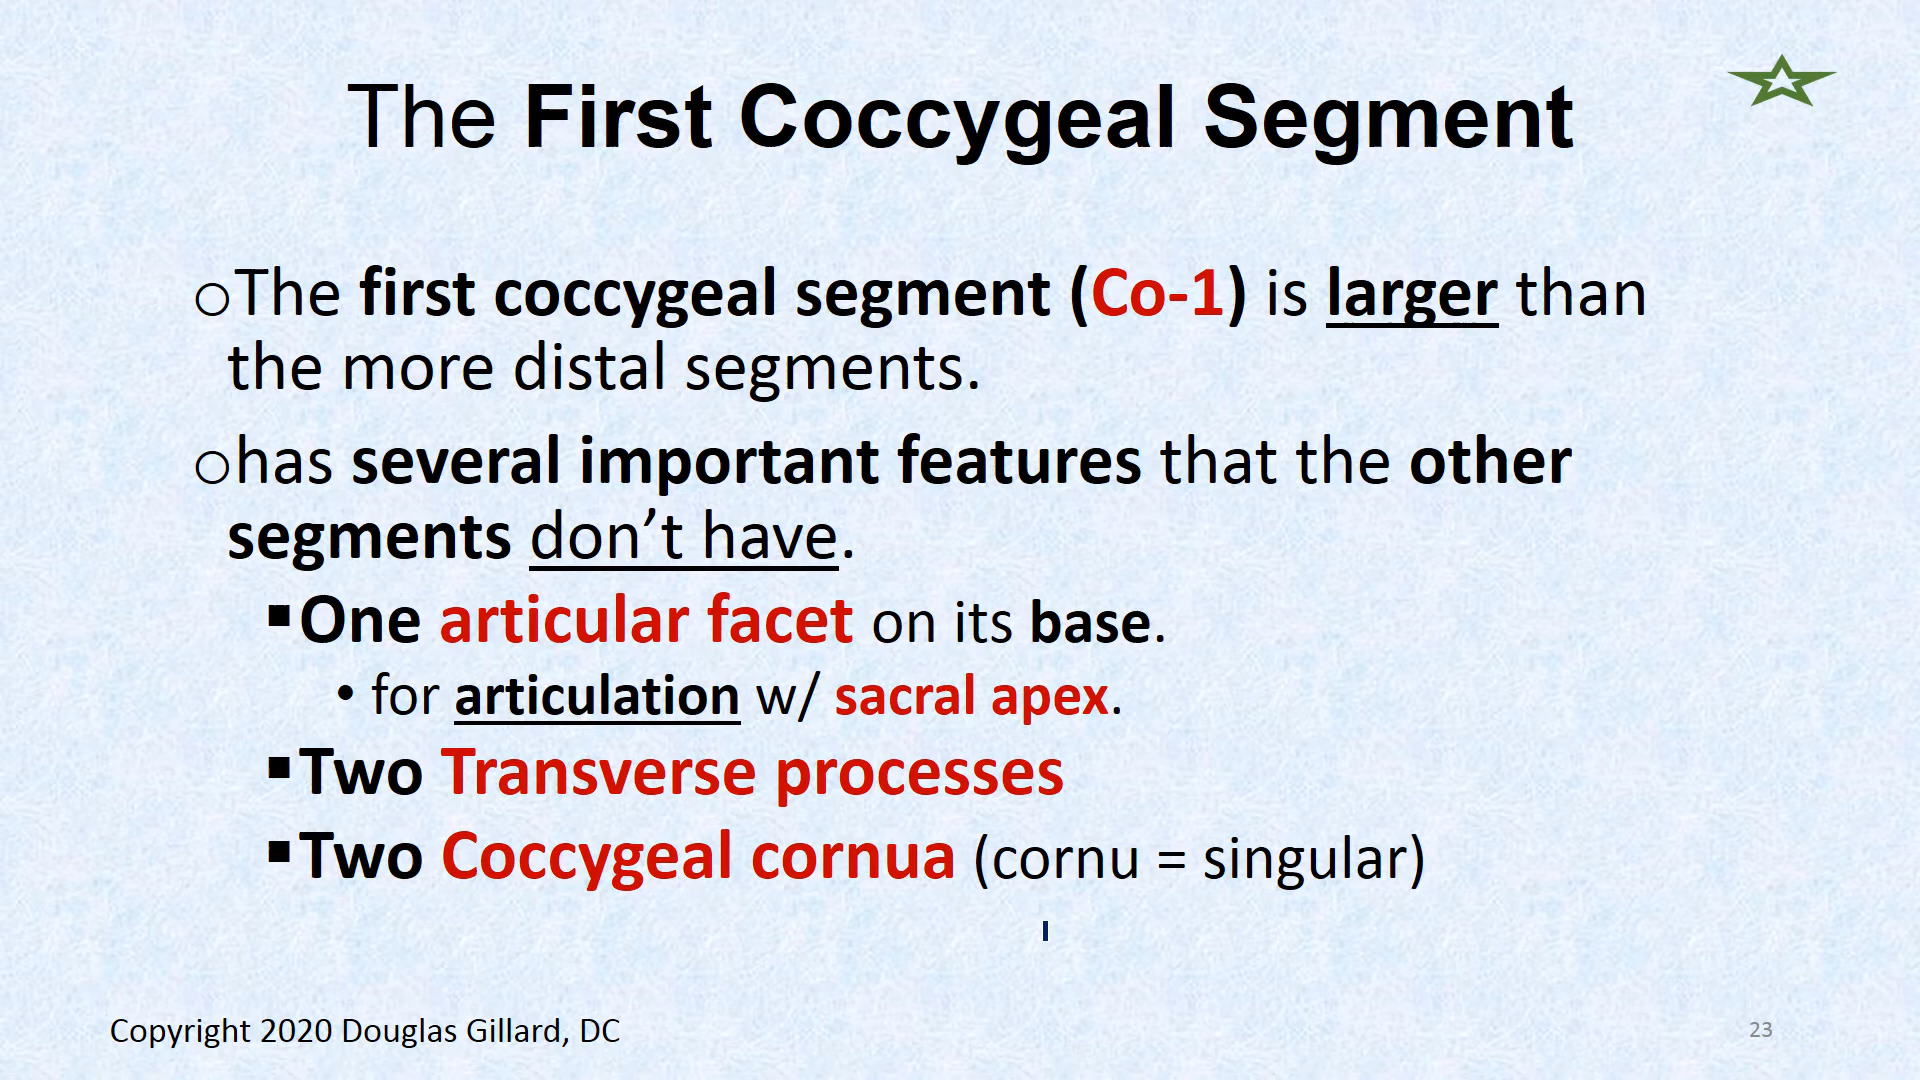 The First Coccygeal Segment
oThe first coccygeal segment (Co-1) is larger than
the more distal segments.
ohas several important features that the other
segments don’t have.
▪One articular facet on its base.
• for articulation w/ sacral apex.
▪Two Transverse processes
▪Two Coccygeal cornua (cornu = singular)
Copyright 2020 Douglas Gillard, DC
23